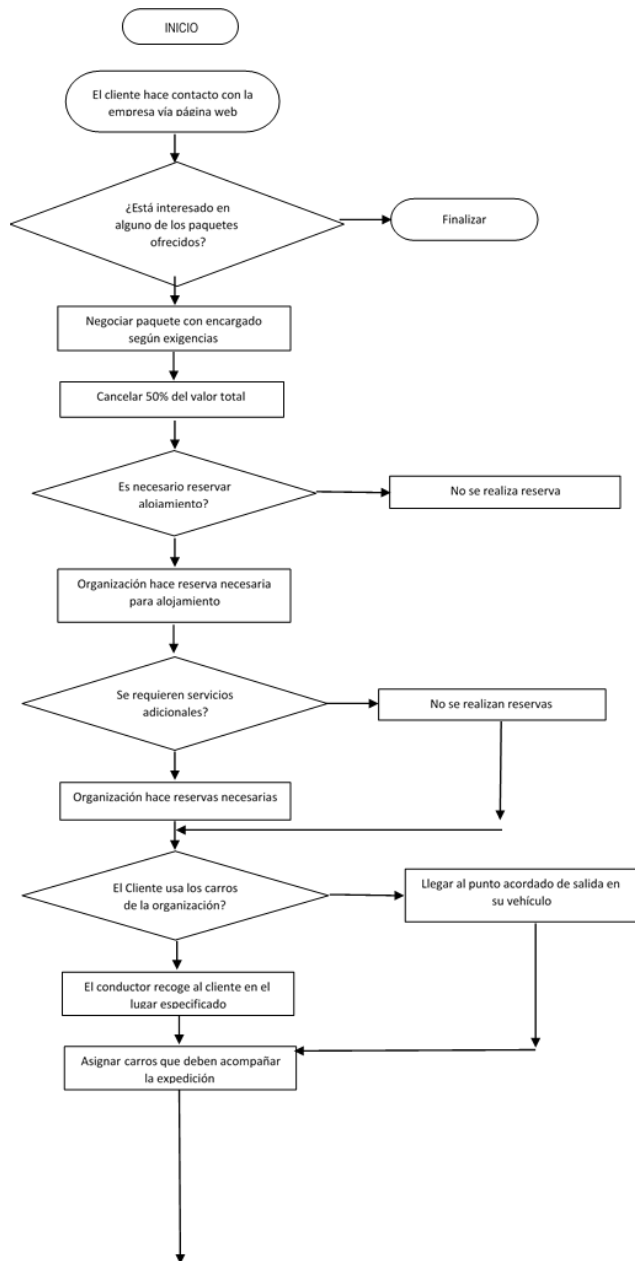 INICIO
El cliente hace contacto con la
empresa vía página web
¿Está interesado en
alguno de los paquetes
ofrecidos?
Finalizar
Negociar paquete con encargado
según exigencias
Cancelar 50% del valor total
Es necesario reservar
alojamiento?
No se realiza reserva
Organización hace reserva necesaria
para alojamiento
Se requieren servicios
adicionales?
No se realizan reservas
Organización hace reservas necesarias
El Cliente usa los carros
de la organización?
Llegar al punto acordado de salida en
su vehículo
El conductor recoge al cliente en el
lugar especificado
Asignar carros que deben acompañar
la expedición